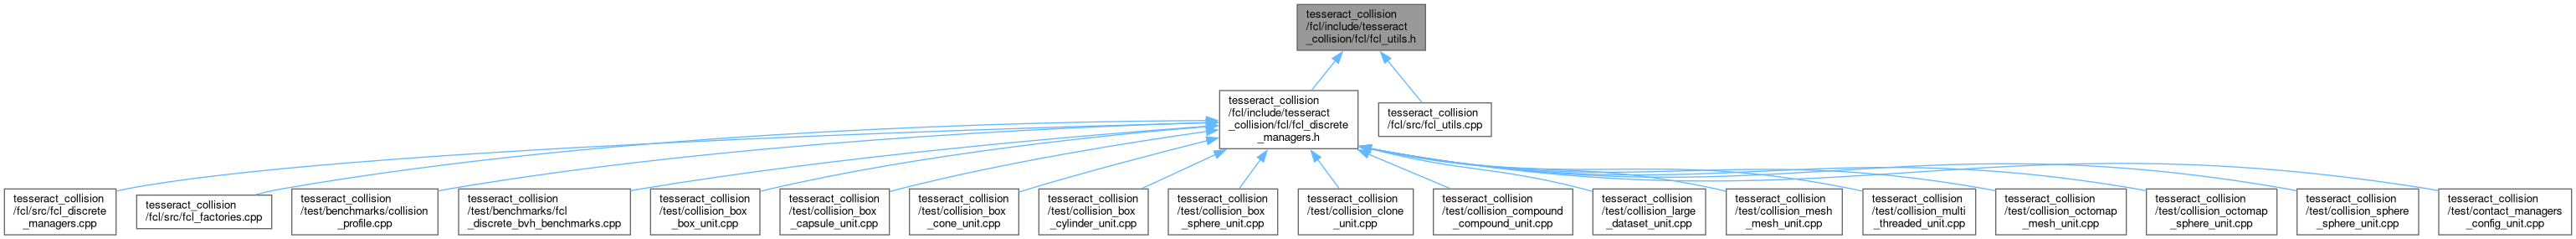 tesseract_collision
/fcl/include/tesseract
_collision/fcl/fcl_utils.h
tesseract_collision
/fcl/include/tesseract
_collision/fcl/fcl_discrete
_managers.h
tesseract_collision
/fcl/src/fcl_utils.cpp
tesseract_collision
/fcl/src/fcl_discrete
_managers.cpp
tesseract_collision
/fcl/src/fcl_factories.cpp
tesseract_collision
/test/benchmarks/collision
_profile.cpp
tesseract_collision
/test/benchmarks/fcl
_discrete_bvh_benchmarks.cpp
tesseract_collision
/test/collision_box
_box_unit.cpp
tesseract_collision
/test/collision_box
_capsule_unit.cpp
tesseract_collision
/test/collision_box
_cone_unit.cpp
tesseract_collision
/test/collision_box
_cylinder_unit.cpp
tesseract_collision
/test/collision_box
_sphere_unit.cpp
tesseract_collision
/test/collision_clone
_unit.cpp
tesseract_collision
/test/collision_compound
_compound_unit.cpp
tesseract_collision
/test/collision_large
_dataset_unit.cpp
tesseract_collision
/test/collision_mesh
_mesh_unit.cpp
tesseract_collision
/test/collision_multi
_threaded_unit.cpp
tesseract_collision
/test/collision_octomap
_mesh_unit.cpp
tesseract_collision
/test/collision_octomap
_sphere_unit.cpp
tesseract_collision
/test/collision_sphere
_sphere_unit.cpp
tesseract_collision
/test/contact_managers
_config_unit.cpp